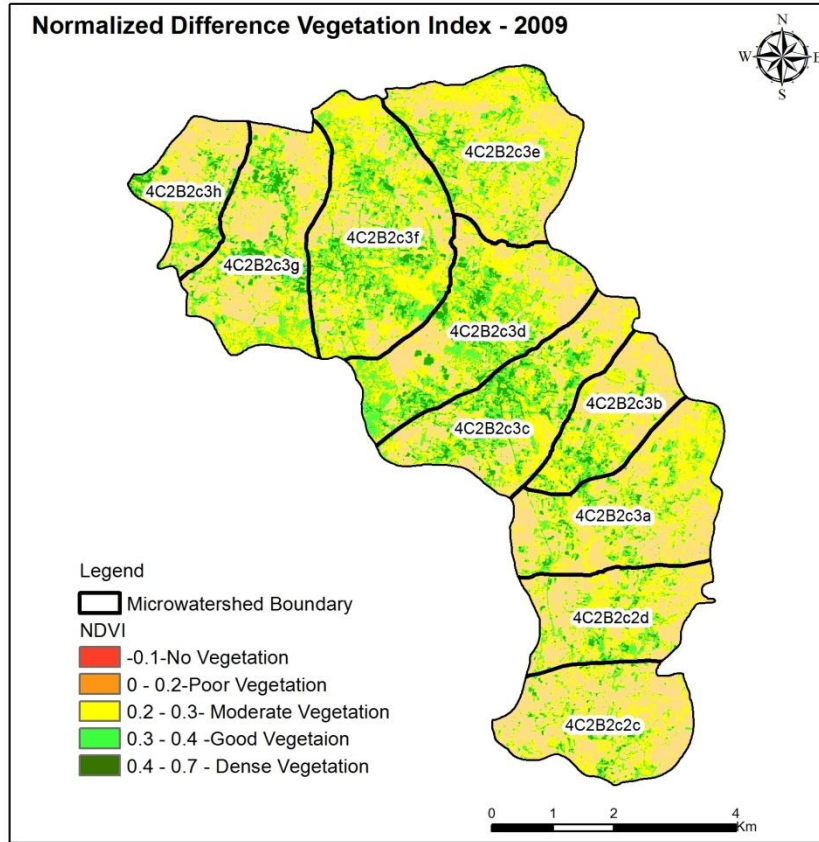 Normalized Difference Vegetation Index - 2009
N
W E
S
4C2B2c3e
4C2B2c3h
4C2B2c3f
4C2B2c3g
4C2B2c3d
4C2B2c3b
4C2B2c3c
4C2B2c3a
4C2B2c2d
4C2B2c2c
Legend
Microwatershed Boundary
NDVI
-0.1-No Vegetation
0 - 0.2-Poor Vegetation
0.2 - 0.3- Moderate Vegetation
0.3 - 0.4 -Good Vegetaion
0.4 - 0.7 - Dense Vegetation
0 1 2 4
Km